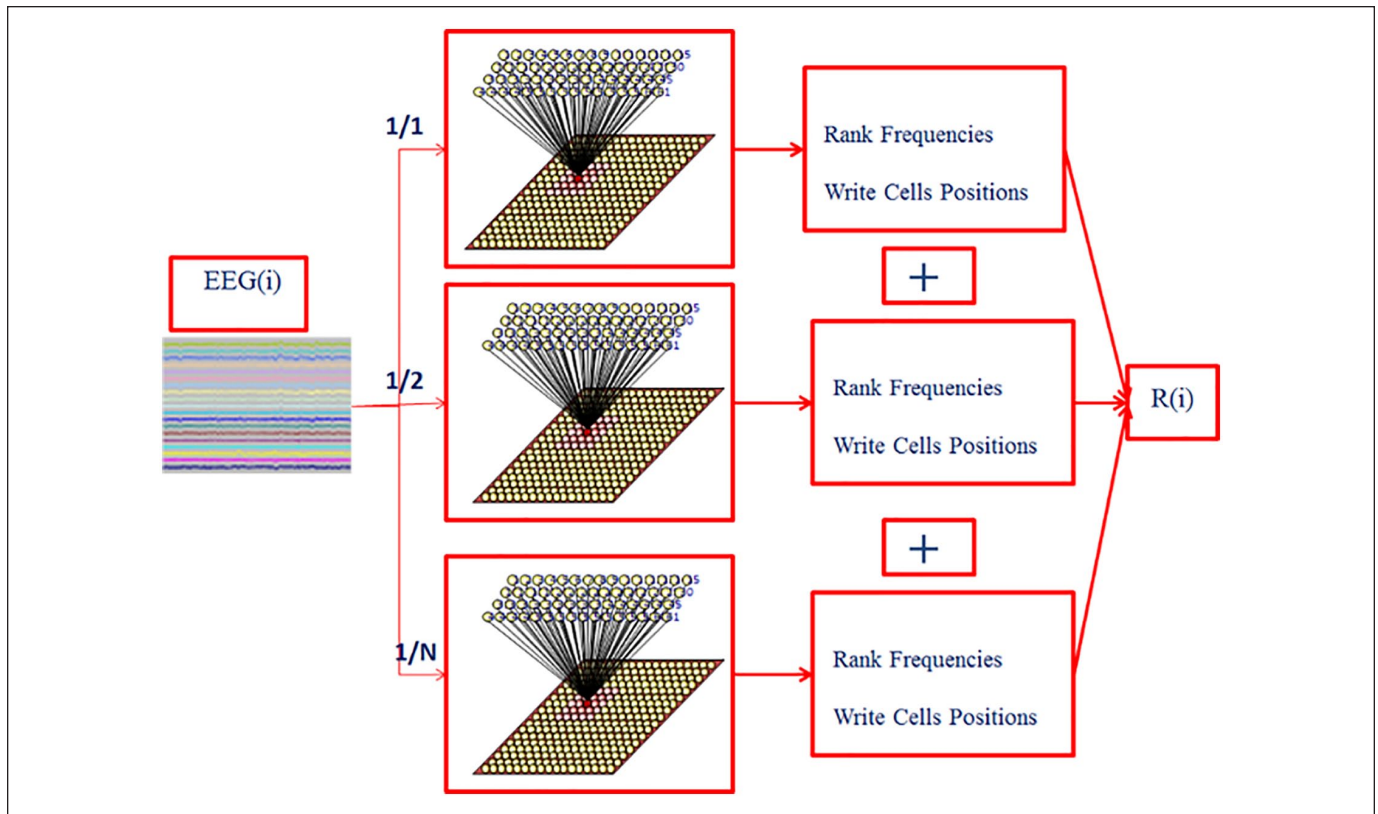 1/1
Rank Frequencies
Write Cells Positions
+
EEG(i)
1/2
Rank Frequencies
Write Cells Positions
R(i)
+
1/N
Rank Frequencies
Write Cells Positions